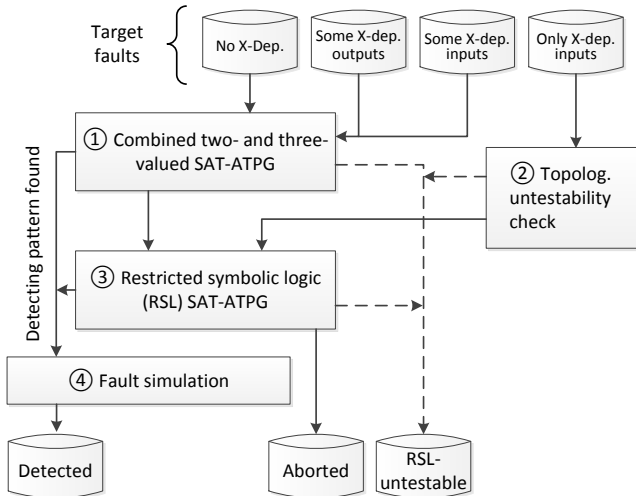 Target
faults
No X-Dep.
Some X-dep.
outputs
Some X-dep.
inputs
Only X-dep.
inputs
① Combined two- and three-
valued SAT-ATPG
② Topolog.
untestability
check
Detecting pattern found
③ Restricted symbolic logic
(RSL) SAT-ATPG
④ Fault simulation
Detected
Aborted
RSL-
untestable